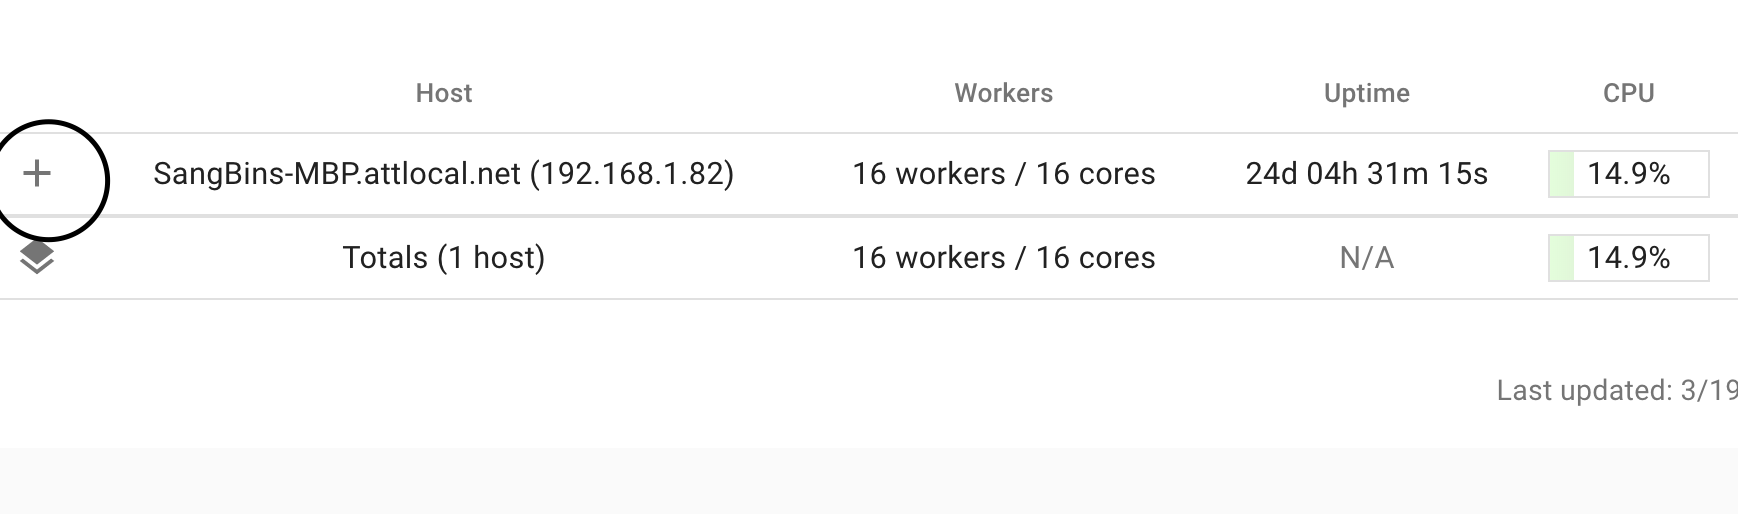 Host Workers Uptime CPU
SangBins-MBP.attlocal.net (192.168.1.82) 16 workers / 16 cores 24d 04h 31m 15s 14.9%
Totals (1 host) 16 workers / 16 cores N/A 14.9%
Last updated: 3/19